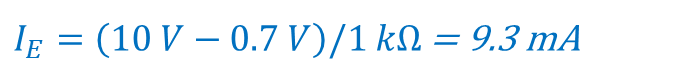 I_E = (10 V − 0.7 V)/1 kΩ = 9.3 mA